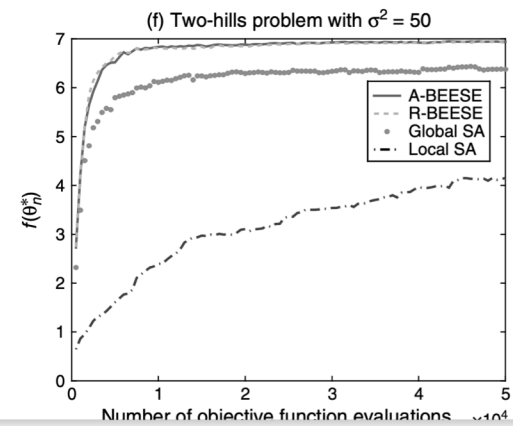 (f) Two-hills problem with σ² = 50
7
6
5
4
3
2
1
0
f(θ*n)
A-BEESE
R-BEESE
Global SA
Local SA
0 1 2 3 4 5
Number of objective function evaluations ×10⁴